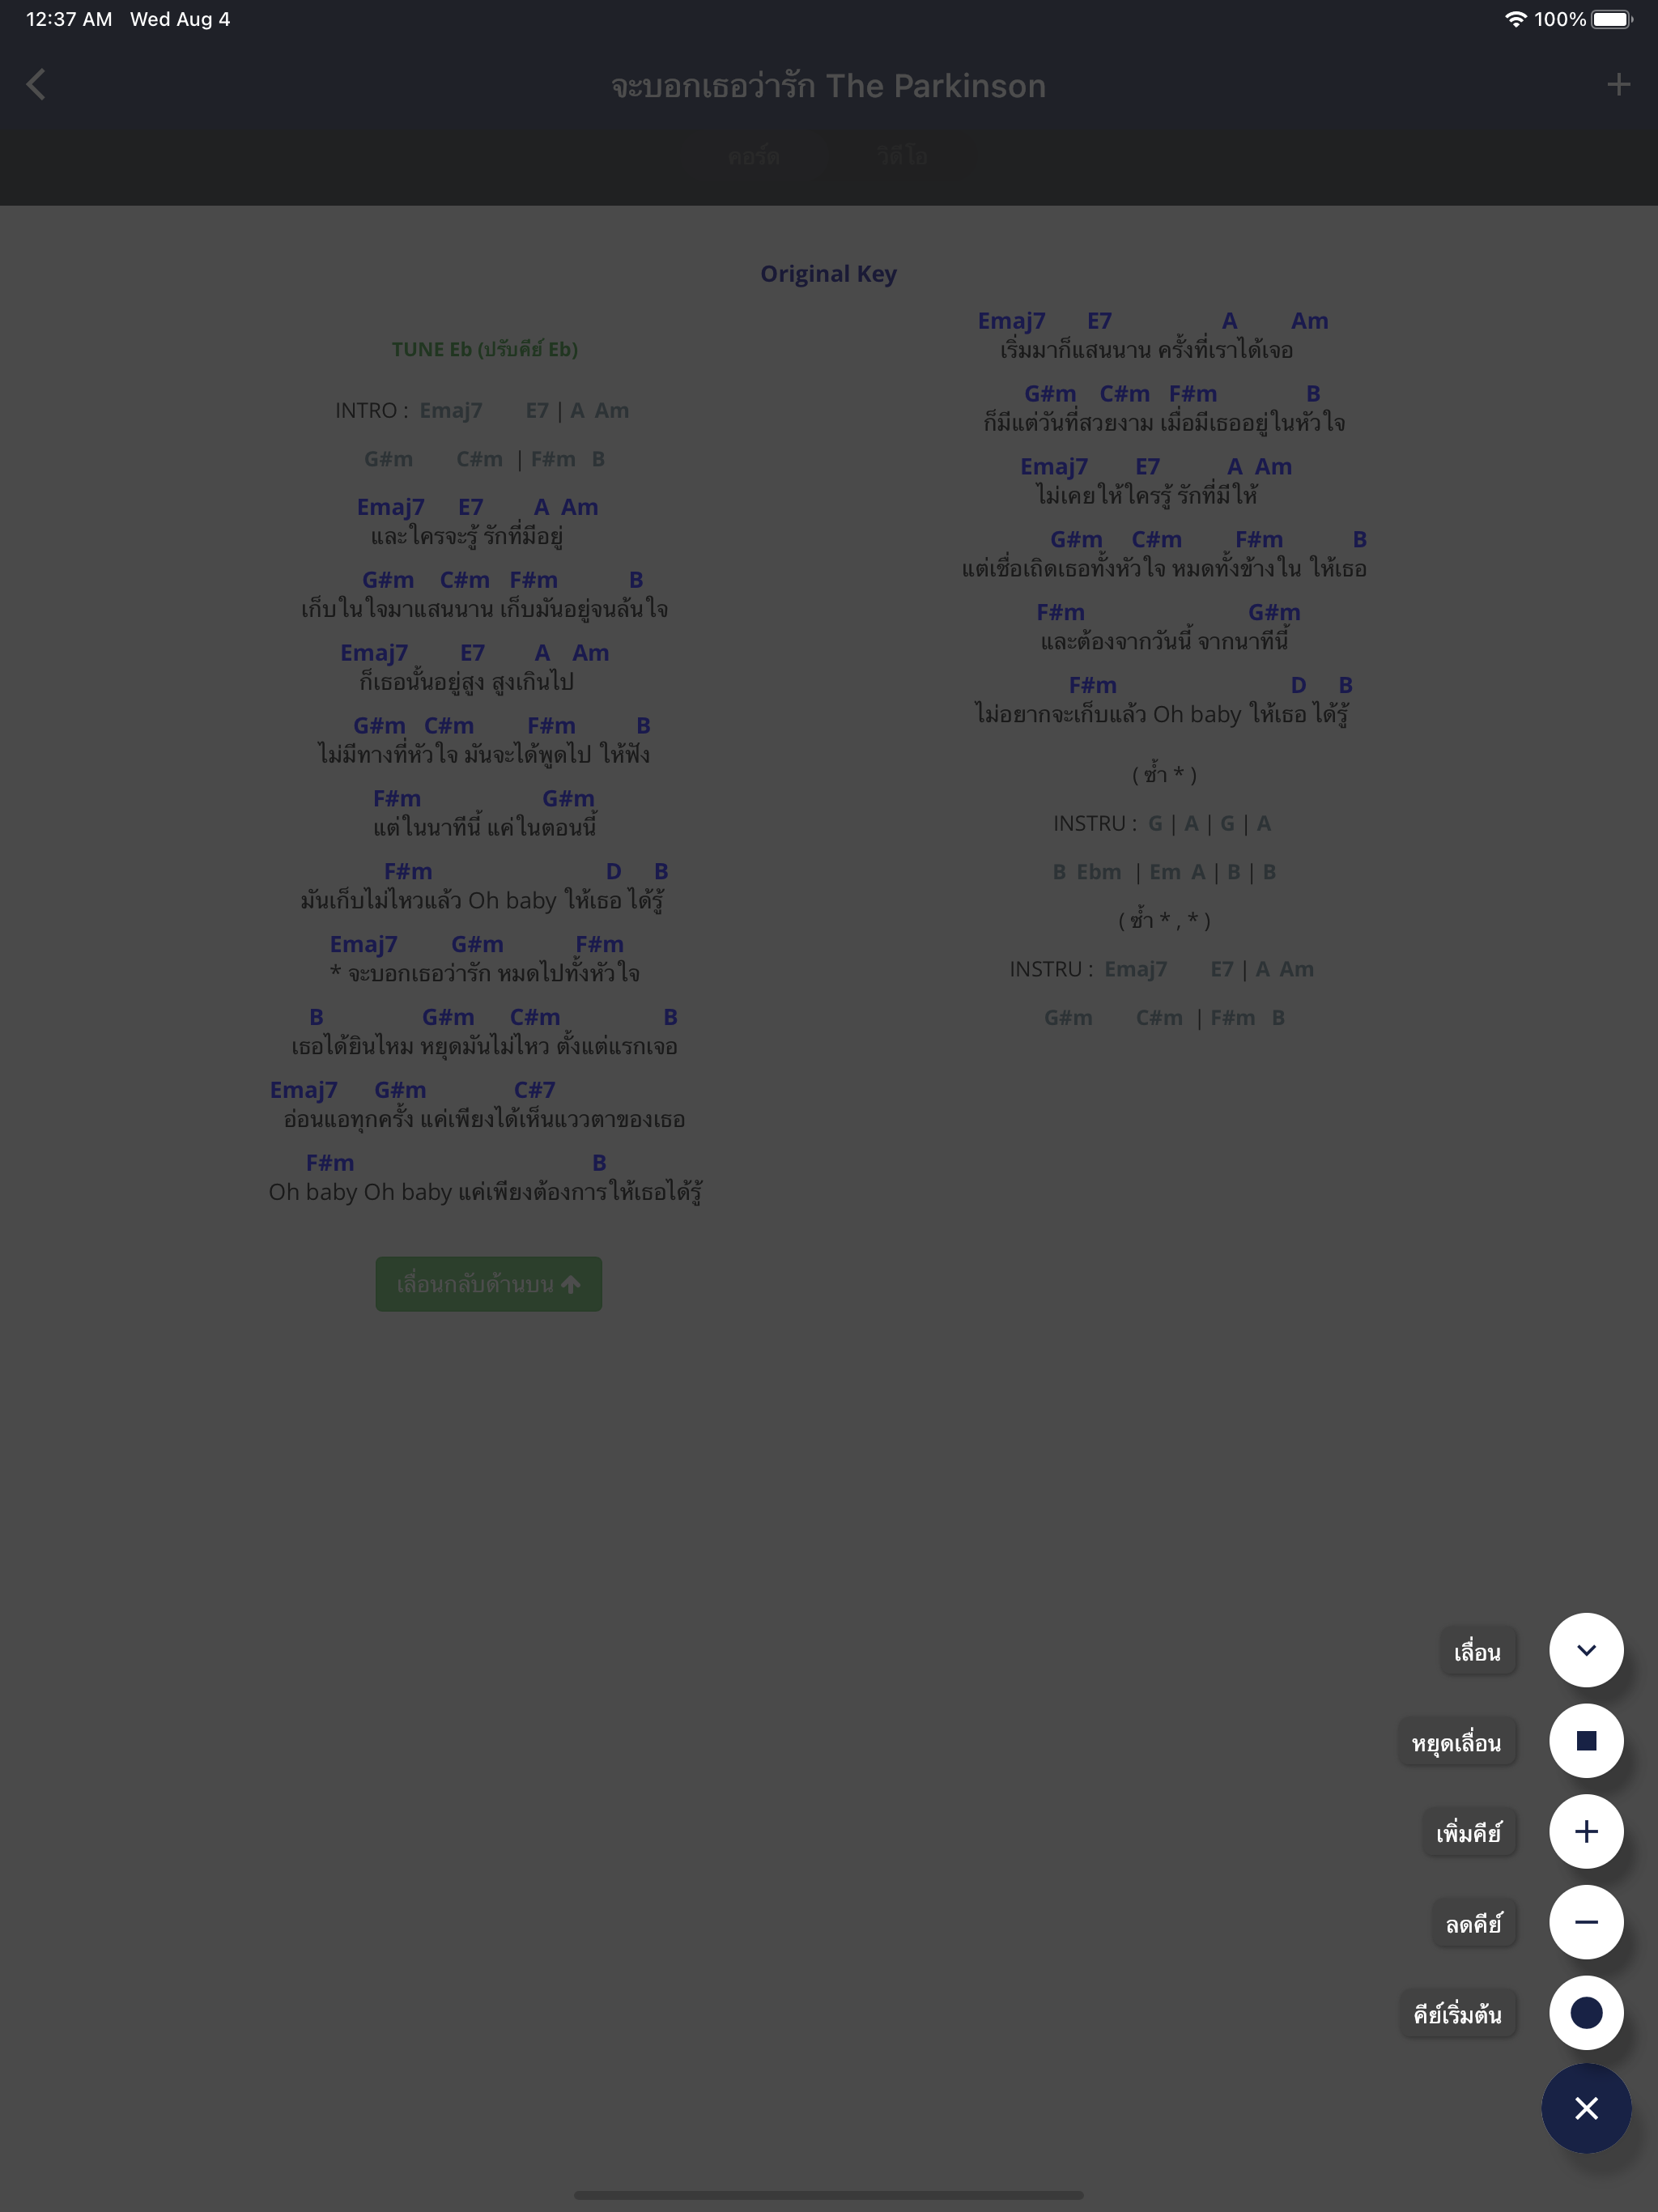 12:37 AM Wed Aug 4 100%
จะบอกเธอว่ารัก The Parkinson
คอร์ด วิดีโอ
Original Key
TUNE Eb (ปรับคีย์ Eb)
INTRO : Emaj7 E7 | A Am
G#m C#m | F#m B
Emaj7 E7 A Am
และใครจะรู้ รักที่มีอยู่
G#m C#m F#m B
เก็บในใจมาแสนนาน เก็บมันอยู่จนล้นใจ
Emaj7 E7 A Am
ก็เธอนั้นอยู่สูง สูงเกินไป
G#m C#m F#m B
ไม่มีทางที่หัวใจ มันจะได้พูดไป ให้ฟัง
F#m G#m
แต่ในนาทีนี้ แค่ในตอนนี้
F#m D B
มันเก็บไม่ไหวแล้ว Oh baby ให้เธอ ได้รู้
Emaj7 G#m F#m
* จะบอกเธอว่ารัก หมดไปทั้งหัวใจ
B G#m C#m B
เธอได้ยินไหม หยุดมันไม่ไหว ตั้งแต่แรกเจอ
Emaj7 G#m C#7
อ่อนแอทุกครั้ง แค่เพียงได้เห็นแววตาของเธอ
F#m B
Oh baby Oh baby แค่เพียงต้องการให้เธอได้รู้
เลื่อนกลับด้านบน
Emaj7 E7 A Am
เริ่มมาก็แสนนาน ครั้งที่เราได้เจอ
G#m C#m F#m B
ก็มีแต่วันที่สวยงาม เมื่อมีเธออยู่ในหัวใจ
Emaj7 E7 A Am
ไม่เคยให้ใครรู้ รักที่มีให้
G#m C#m F#m B
แต่เชื่อเถิดเธอทั้งหัวใจ หมดทั้งข้างใน ให้เธอ
F#m G#m
และต้องจากวันนี้ จากนาทีนี้
F#m D B
ไม่อยากจะเก็บแล้ว Oh baby ให้เธอ ได้รู้
( ซ้ำ * )
INSTRU : G | A | G | A
B Ebm | Em A | B | B
( ซ้ำ * , * )
INSTRU : Emaj7 E7 | A Am
G#m C#m | F#m B
เลื่อน
หยุดเลื่อน
เพิ่มคีย์
ลดคีย์
คีย์เริ่มต้น